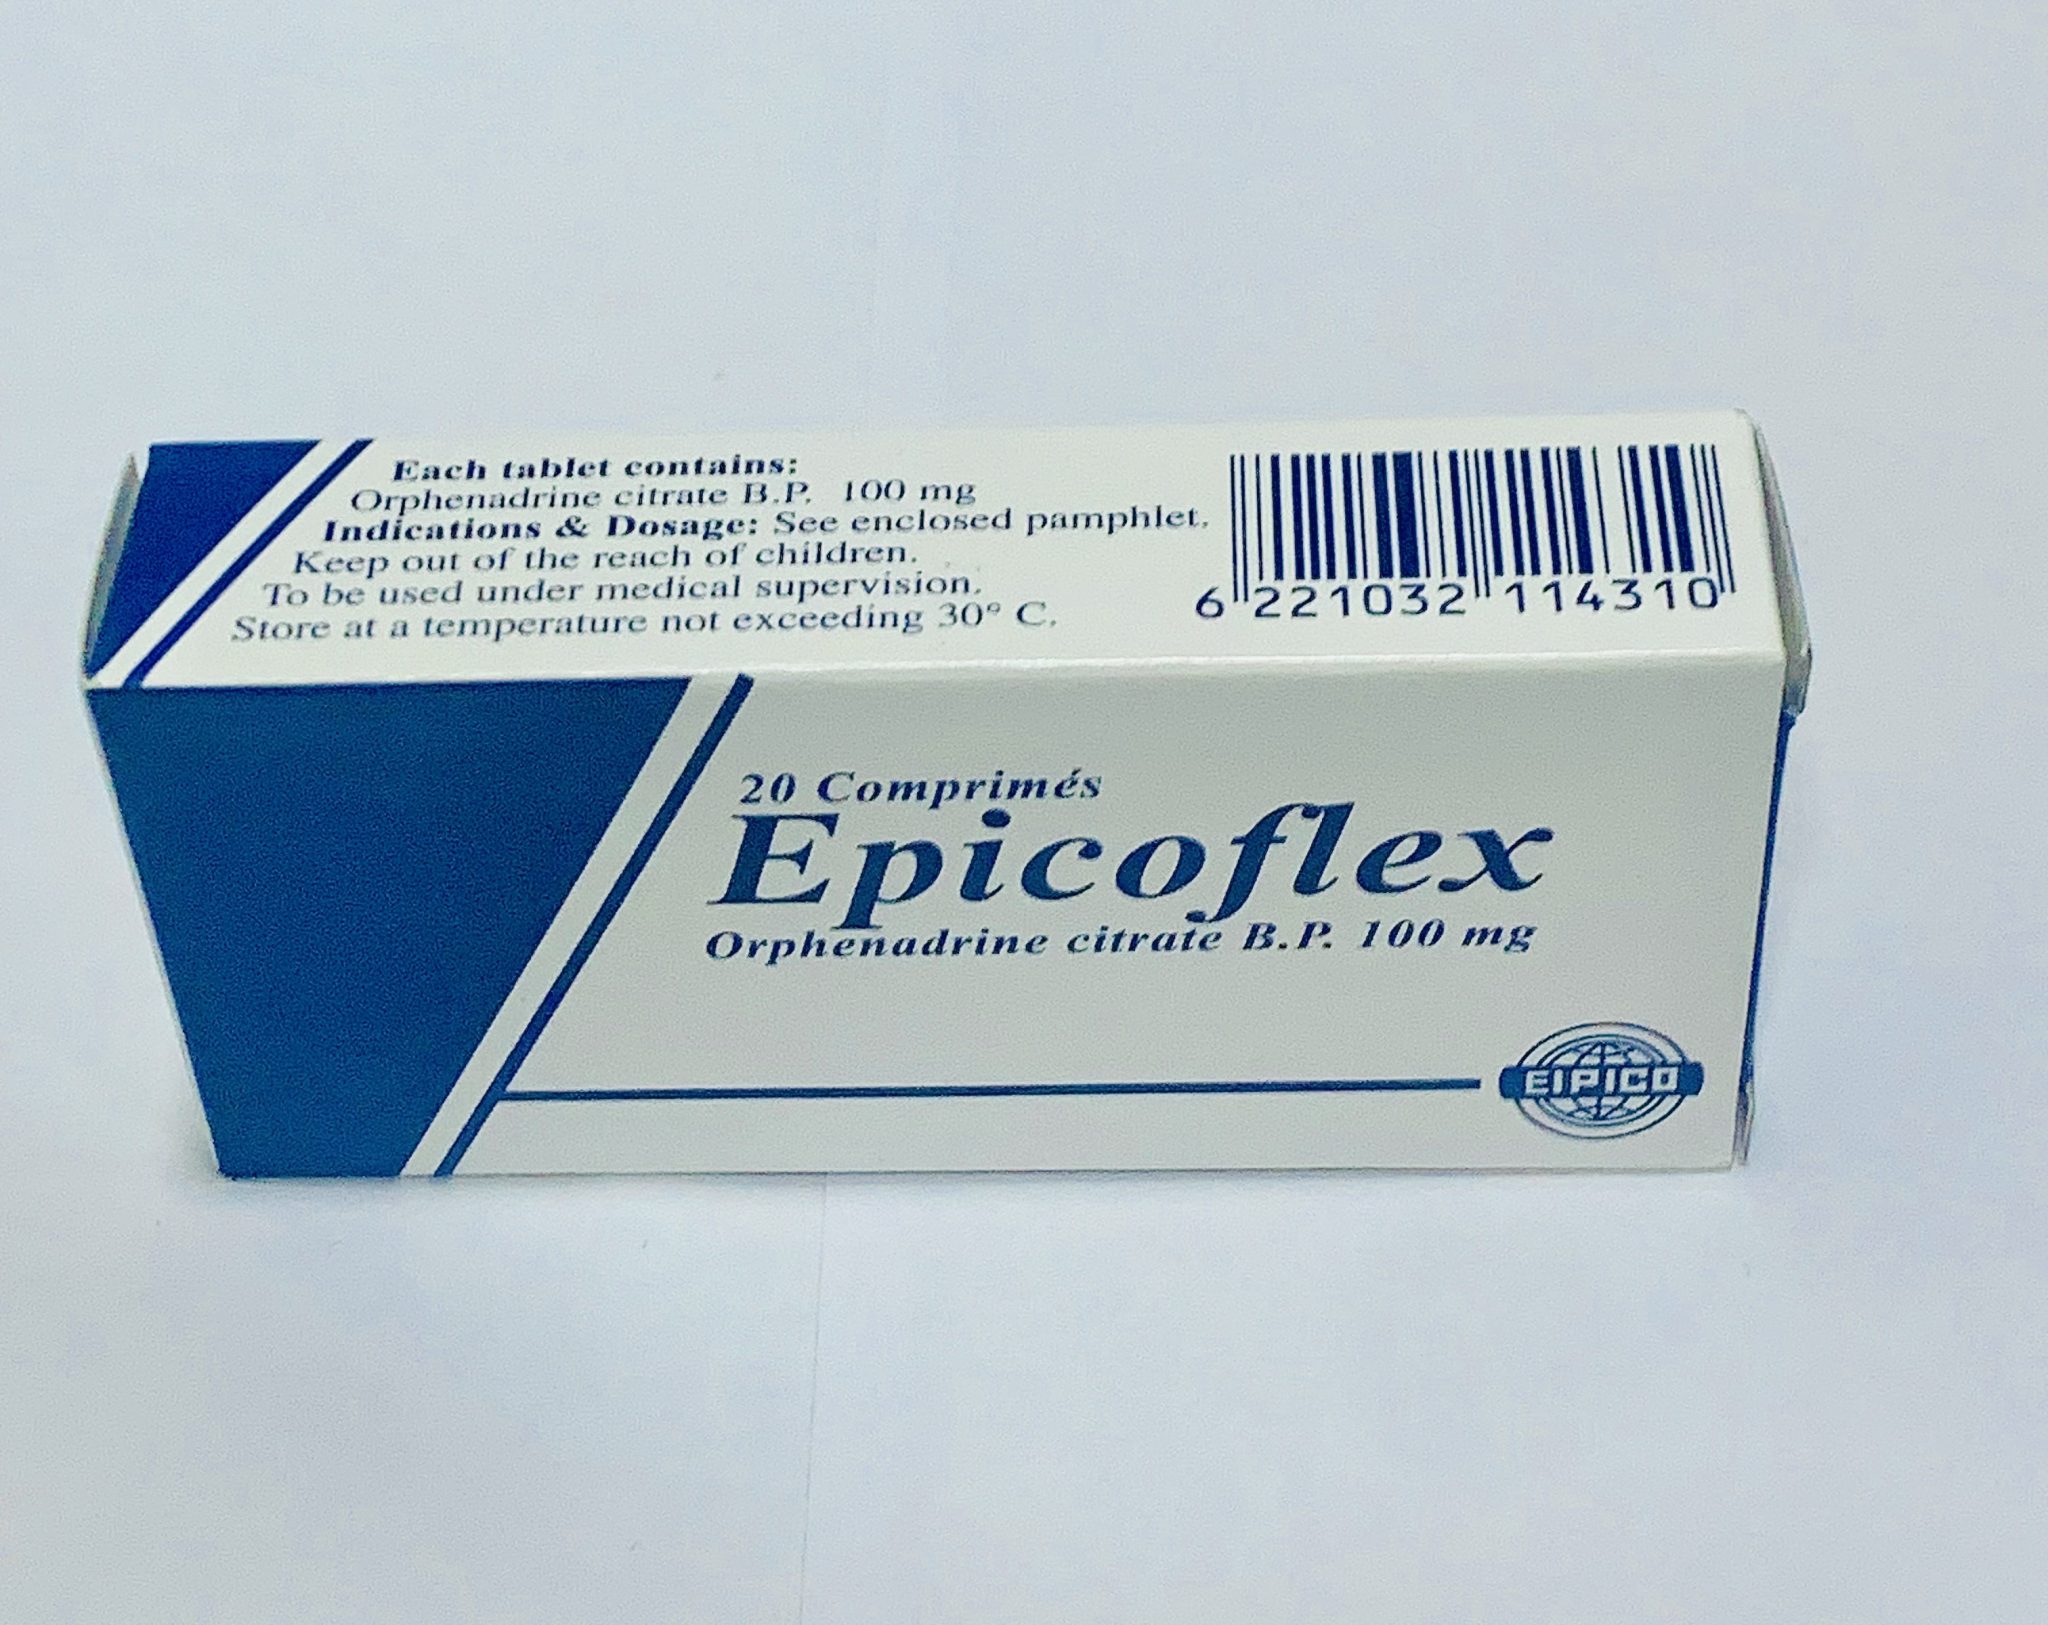 Each tablet contains:
Orphenadrine citrate B.P. 100 mg
Indications & Dosage: See enclosed pamphlet.
Keep out of the reach of children.
To be used under medical supervision.
Store at a temperature not exceeding 30° C.
6 221032 114310
20 Comprimés
Epicoflex
Orphenadrine citrate B.P. 100 mg
EIPICO